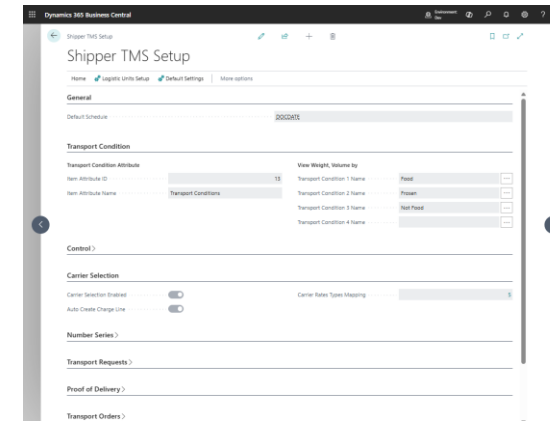 Dynamics 365 Business Central
Environment:
Dev
?
Shipper TMS Setup
Shipper TMS Setup
Home Logistic Units Setup Default Settings More options
General
Default Schedule DOCDATE
Transport Condition
Transport Condition Attribute View Weight, Volume by
Item Attribute ID 13 Transport Condition 1 Name Food
Item Attribute Name Transport Conditions Transport Condition 2 Name Frosen
Transport Condition 3 Name Not Food
Transport Condition 4 Name
Control >
Carrier Selection
Carrier Selection Enabled Carrier Rates Types Mapping
Auto Create Charge Line
Number Series >
Transport Requests >
Proof of Delivery >
Transport Orders >